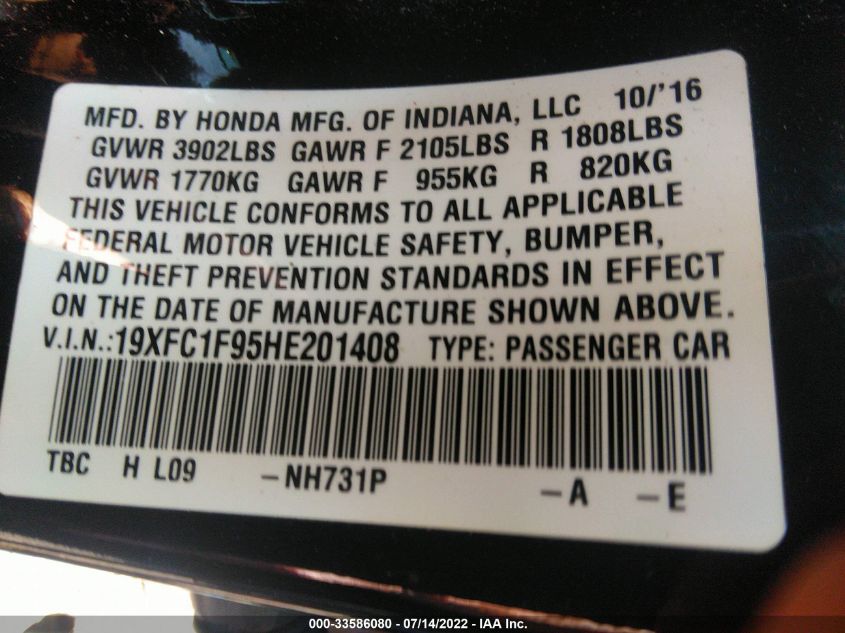 MFD. BY HONDA MFG. OF INDIANA, LLC 10/'16
GVWR 3902LBS GAWR F 2105LBS R 1808LBS
GVWR 1770KG GAWR F 955KG R 820KG
THIS VEHICLE CONFORMS TO ALL APPLICABLE
FEDERAL MOTOR VEHICLE SAFETY, BUMPER,
AND THEFT PREVENTION STANDARDS IN EFFECT
ON THE DATE OF MANUFACTURE SHOWN ABOVE.
V.I.N.:19XFC1F95HE201408 TYPE: PASSENGER CAR
TBC H L09 -NH731P -A -E
000-33586080 - 07/14/2022 - IAA Inc.